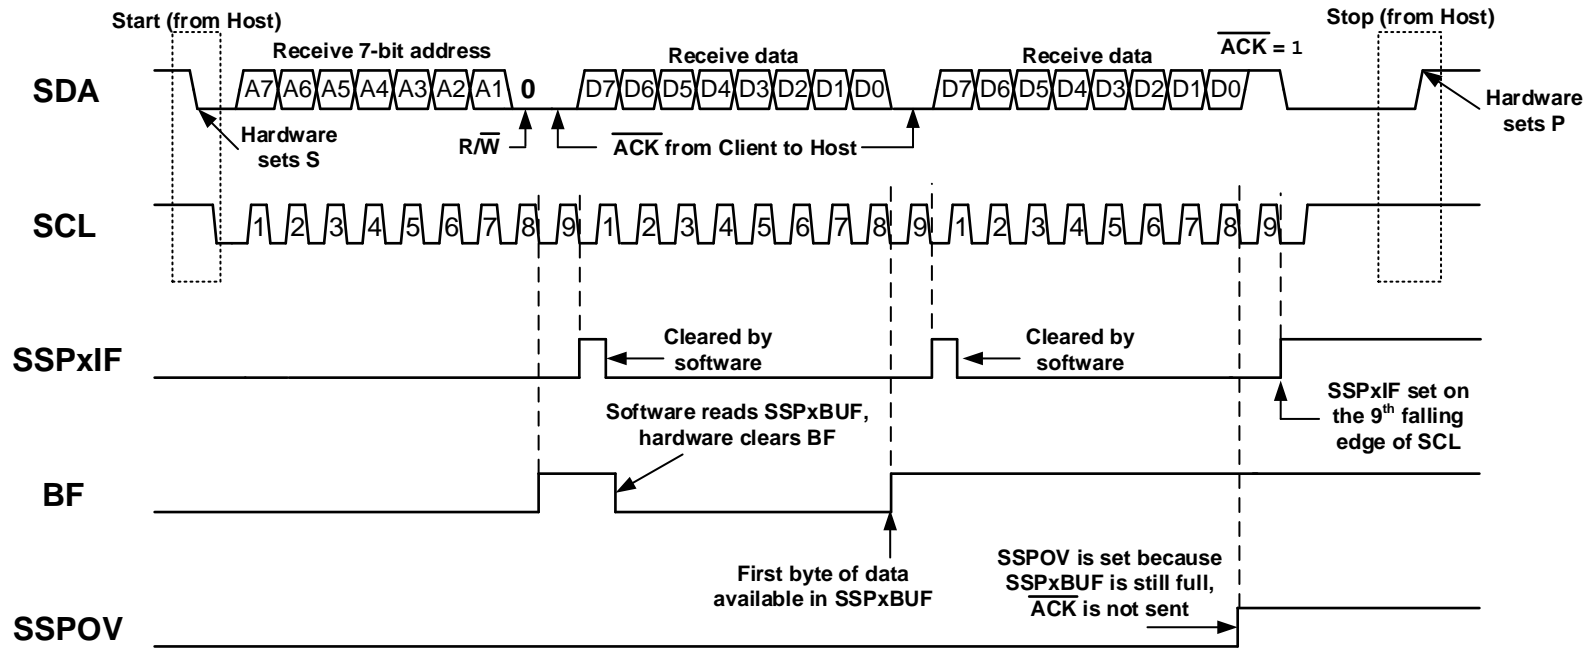 Start (from Host)
Stop (from Host)
Receive 7-bit address
Receive data
Receive data
ACK = 1
SDA
A7 A6 A5 A4 A3 A2 A1 0 D7 D6 D5 D4 D3 D2 D1 D0 D7 D6 D5 D4 D3 D2 D1 D0
Hardware
sets S
R/W
ACK from Client to Host
Hardware
sets P
SCL
1 2 3 4 5 6 7 8 9 1 2 3 4 5 6 7 8 9 1 2 3 4 5 6 7 8 9
SSPxIF
Cleared by
software
Cleared by
software
SSPxIF set on
the 9th falling
edge of SCL
Software reads SSPxBUF,
hardware clears BF
BF
First byte of data
available in SSPxBUF
SSPOV is set because
SSPxBUF is still full,
ACK is not sent
SSPOV